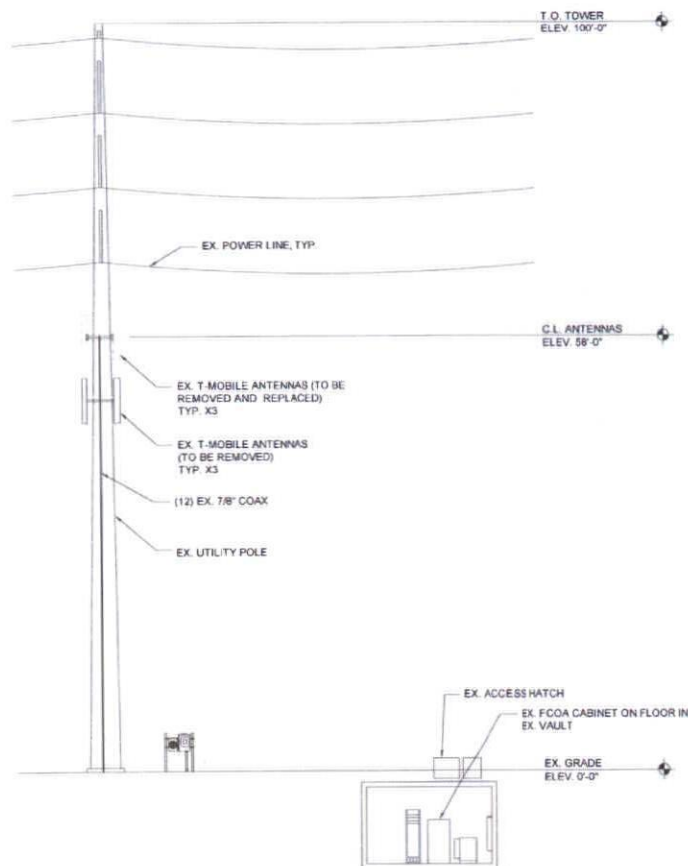 T.O. TOWER
ELEV. 100'-0"
EX. POWER LINE, TYP.
C.L. ANTENNAS
ELEV. 58'-0"
EX. T-MOBILE ANTENNAS (TO BE
REMOVED AND REPLACED)
TYP. X3
EX. T-MOBILE ANTENNAS
(TO BE REMOVED)
TYP. X3
(12) EX. 7/8" COAX
EX. UTILITY POLE
EX. ACCESS HATCH
EX. FCOA CABINET ON FLOOR IN
EX. VAULT
EX. GRADE
ELEV. 0'-0"